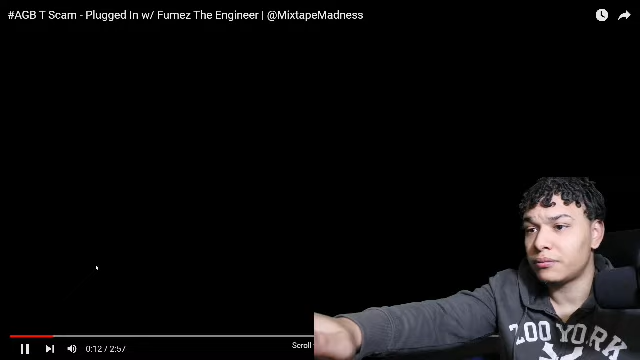 #AGB T Scam - Plugged In w/ Fumez The Engineer | @MixtapeMadness
ZOO YORK
0:12 / 2:57
Scroll